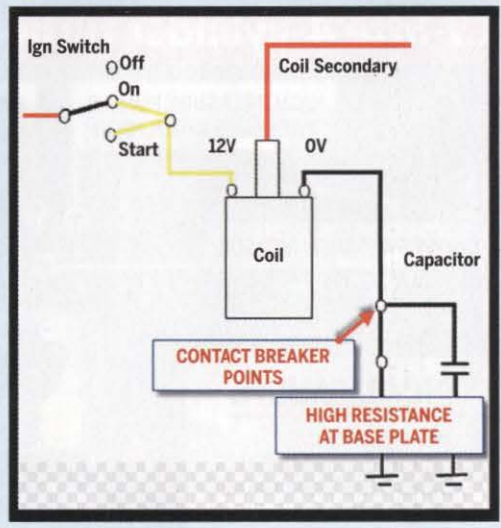 Ign Switch
Off
On
Start
Coil Secondary
12V
0V
Coil
Capacitor
CONTACT BREAKER
POINTS
HIGH RESISTANCE
AT BASE PLATE